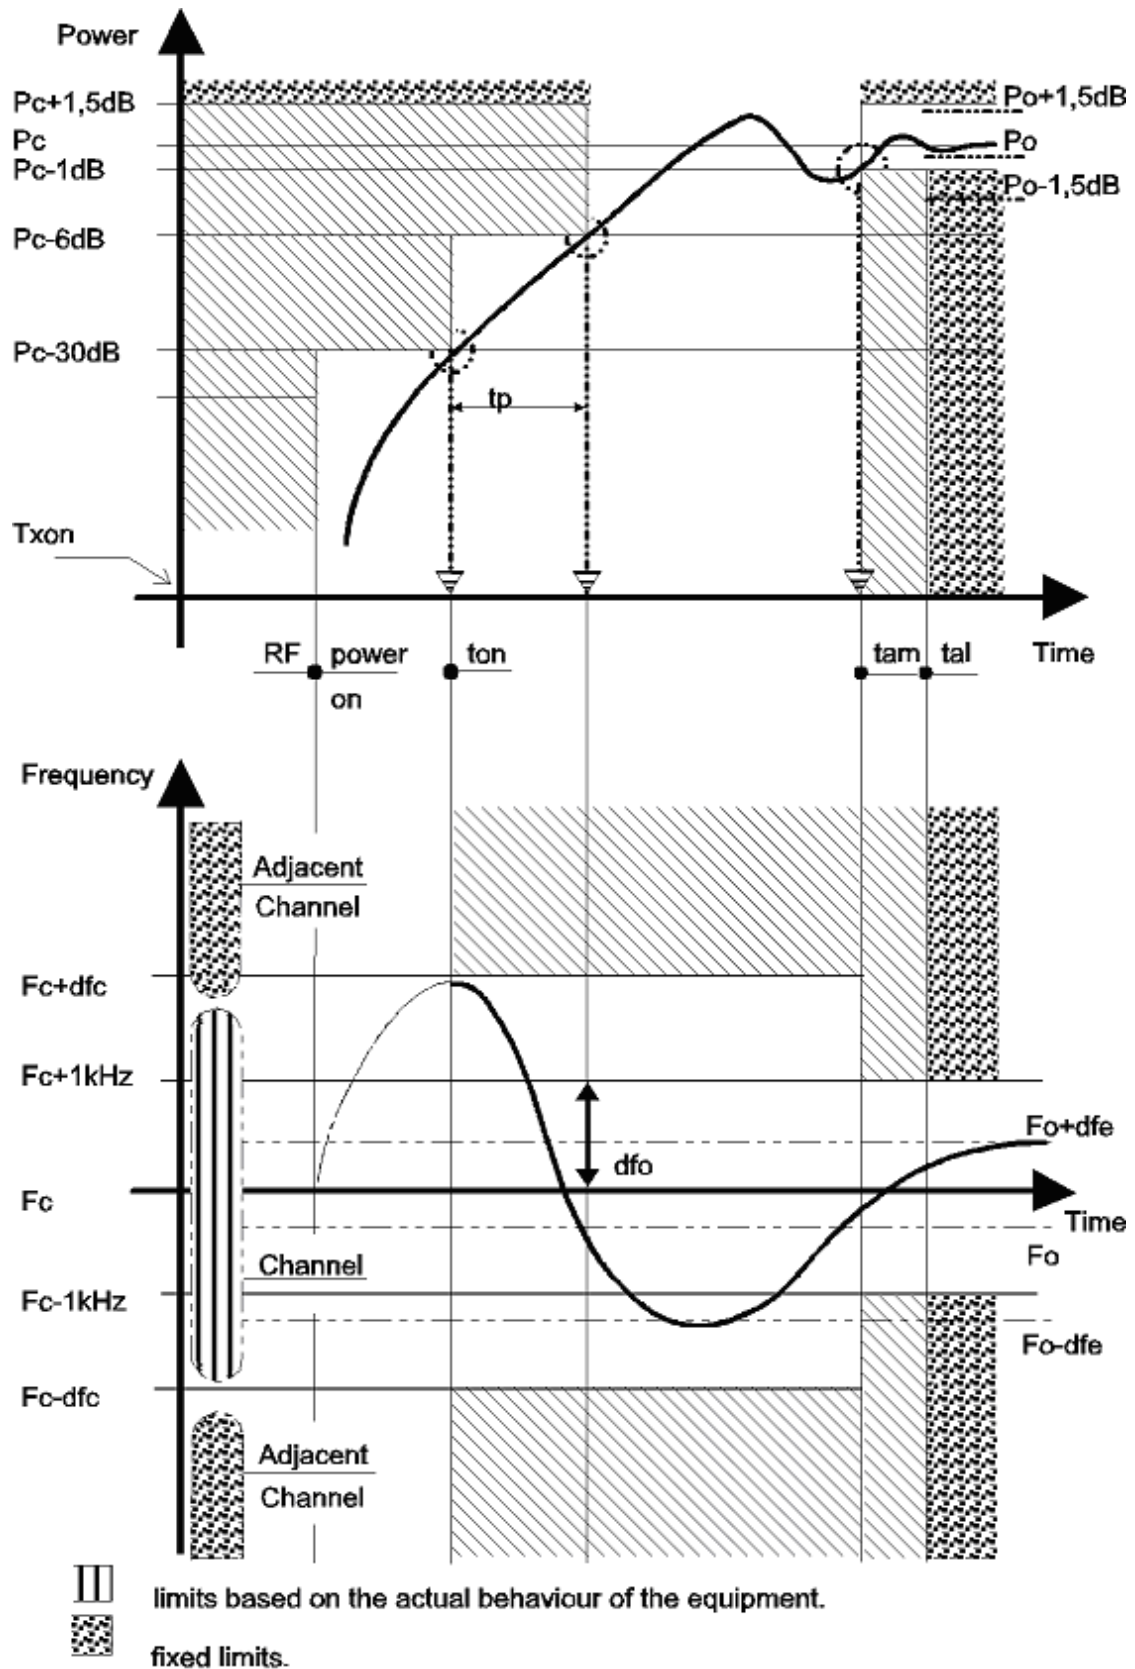 Power
Pc+1,5dB
Po+1,5dB
Pc
Po
Pc-1dB
Po-1,5dB
Pc-6dB
Pc-30dB
tp
Txon
RF power on
ton
tam
tal
Time
Frequency
Adjacent
Channel
Fc+dfc
Fc+1kHz
Fo+dfe
dfo
Fc
Time
Fo
Channel
Fc-1kHz
Fo-dfe
Fc-dfc
Adjacent
Channel
limits based on the actual behaviour of the equipment.
fixed limits.